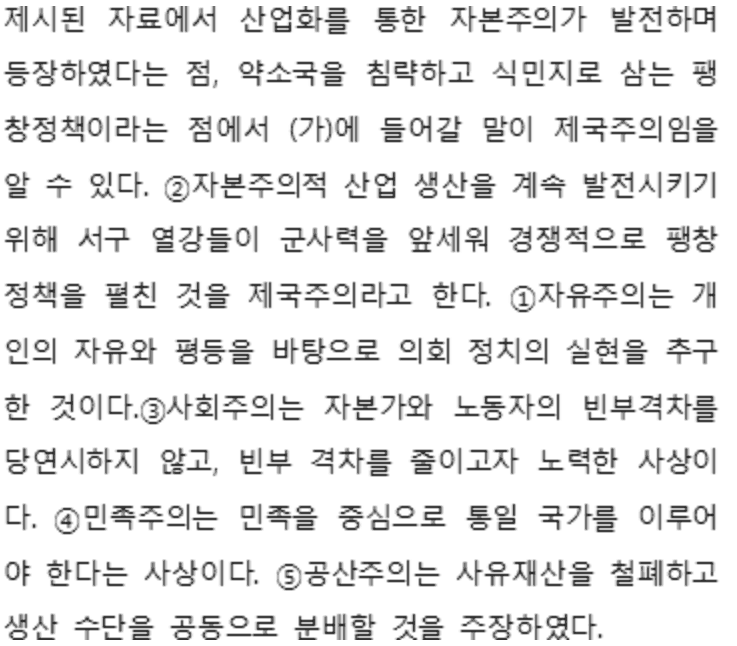 제시된 자료에서 산업화를 통한 자본주의가 발전하며
등장하였다는 점, 약소국을 침략하고 식민지로 삼는 팽
창정책이라는 점에서 (가)에 들어갈 말이 제국주의임을
알 수 있다. ②자본주의적 산업 생산을 계속 발전시키기
위해 서구 열강들이 군사력을 앞세워 경쟁적으로 팽창
정책을 펼친 것을 제국주의라고 한다. ①자유주의는 개
인의 자유와 평등을 바탕으로 의회 정치의 실현을 추구
한 것이다.③사회주의는 자본가와 노동자의 빈부격차를
당연시하지 않고, 빈부 격차를 줄이고자 노력한 사상이
다. ④민족주의는 민족을 중심으로 통일 국가를 이루어
야 한다는 사상이다. ⑤공산주의는 사유재산을 철폐하고
생산 수단을 공동으로 분배할 것을 주장하였다.